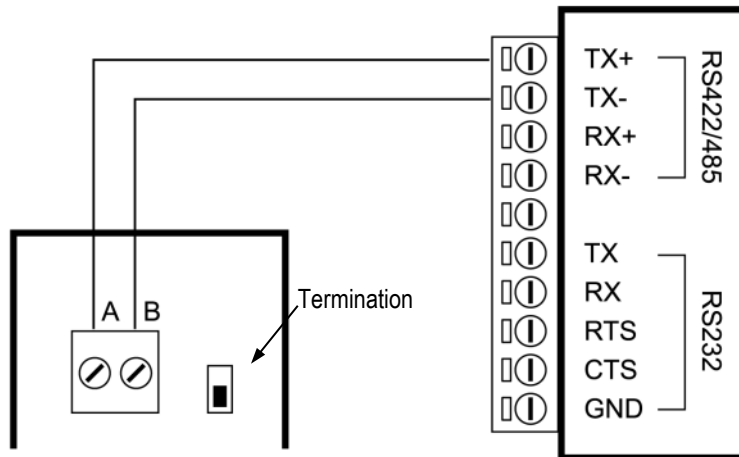 TX+
TX-
RX+
RX-
RS422/485
TX
RX
RTS
CTS
GND
RS232
A B
Termination